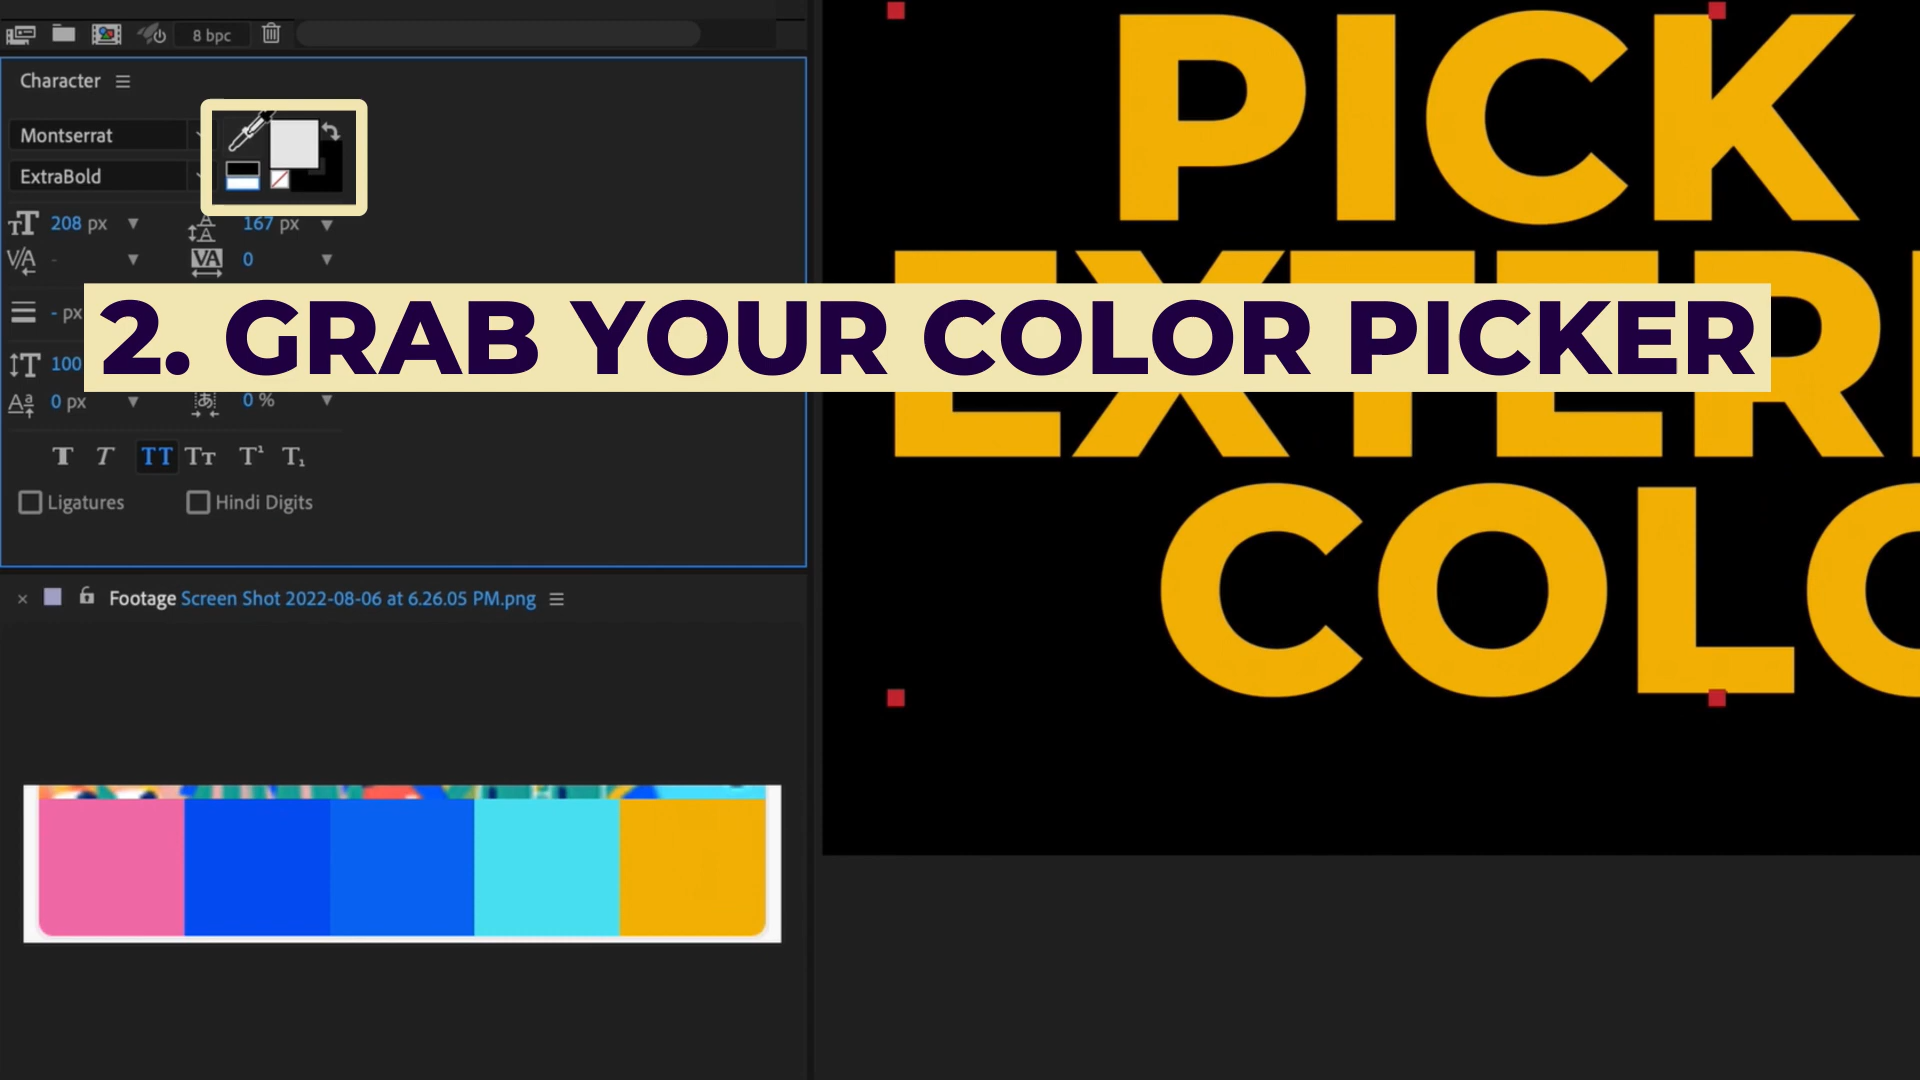 8 bpc
Character
Montserrat
ExtraBold
208 px
167 px
-
0
- px
100
0 px
0 %
T T TT Tt T¹ T₁
Ligatures
Hindi Digits
2. GRAB YOUR COLOR PICKER
PICK
COL
Footage Screen Shot 2022-08-06 at 6.26.05 PM.png